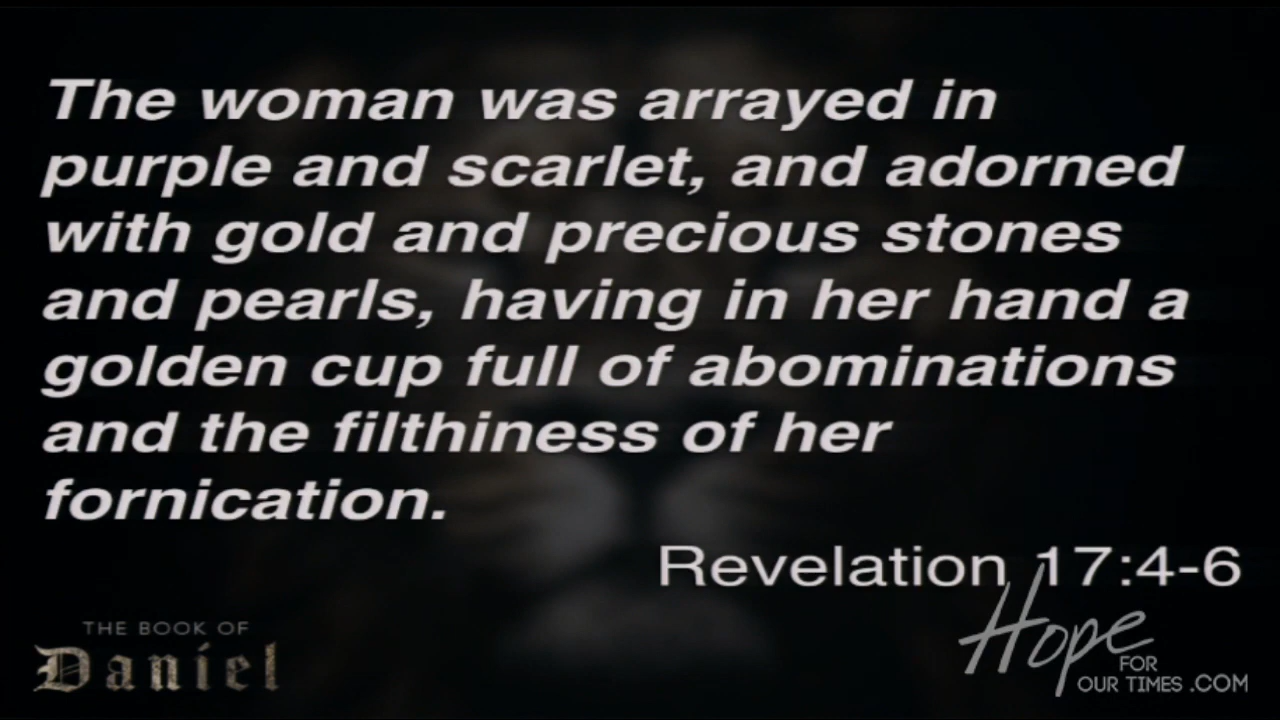 The woman was arrayed in
purple and scarlet, and adorned
with gold and precious stones
and pearls, having in her hand a
golden cup full of abominations
and the filthiness of her
fornication.
Revelation 17:4-6
THE BOOK OF
Daniel
Hope
FOR
OUR TIMES .COM